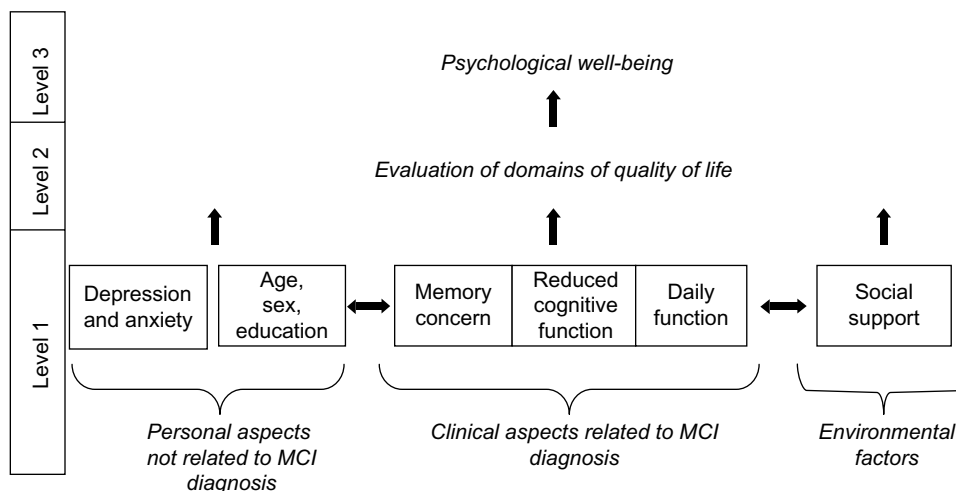 Level 3
Psychological well-being
Level 2
Evaluation of domains of quality of life
Level 1
Depression
and anxiety
Age,
sex,
education
Memory
concern
Reduced
cognitive
function
Daily
function
Social
support
Personal aspects
not related to MCI
diagnosis
Clinical aspects related to MCI
diagnosis
Environmental
factors